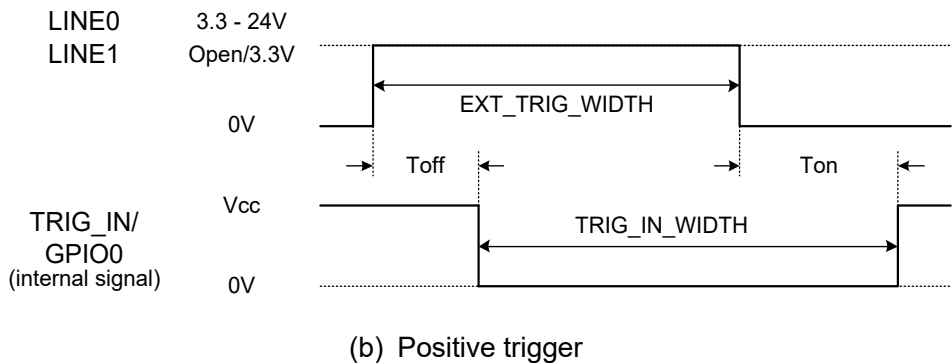 LINE0 3.3 - 24V
LINE1 Open/3.3V
EXT_TRIG_WIDTH
0V
Toff Ton
Vcc
TRIG_IN/
GPIO0
(internal signal)
TRIG_IN_WIDTH
0V
(b) Positive trigger